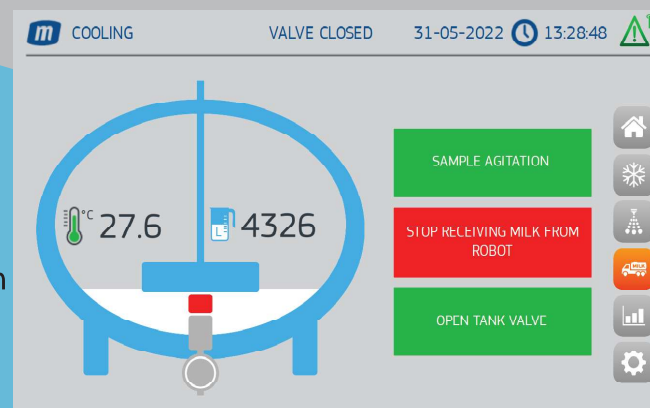 m COOLING VALVE CLOSED 31-05-2022 13:28:48
SAMPLE AGITATION
°C 27.6 L 4326
STOP RECEIVING MILK FROM
ROBOT
MILK
n
OPEN TANK VALVE